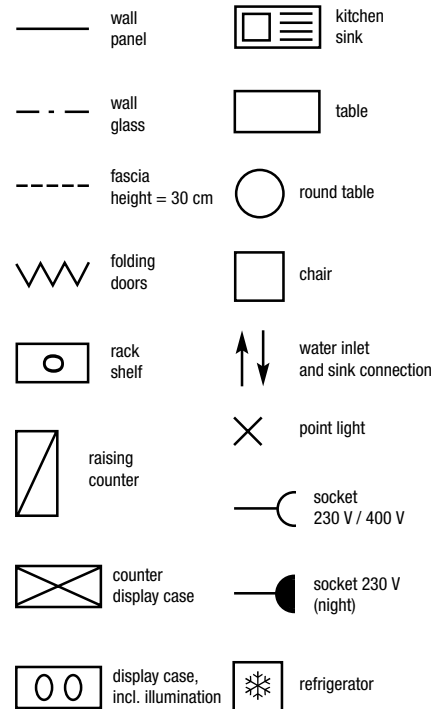 wall
panel
wall
glass
fascia
height = 30 cm
folding
doors
rack
shelf
raising
counter
counter
display case
display case,
incl. illumination
kitchen
sink
table
round table
chair
water inlet
and sink connection
point light
socket
230 V / 400 V
socket 230 V
(night)
refrigerator